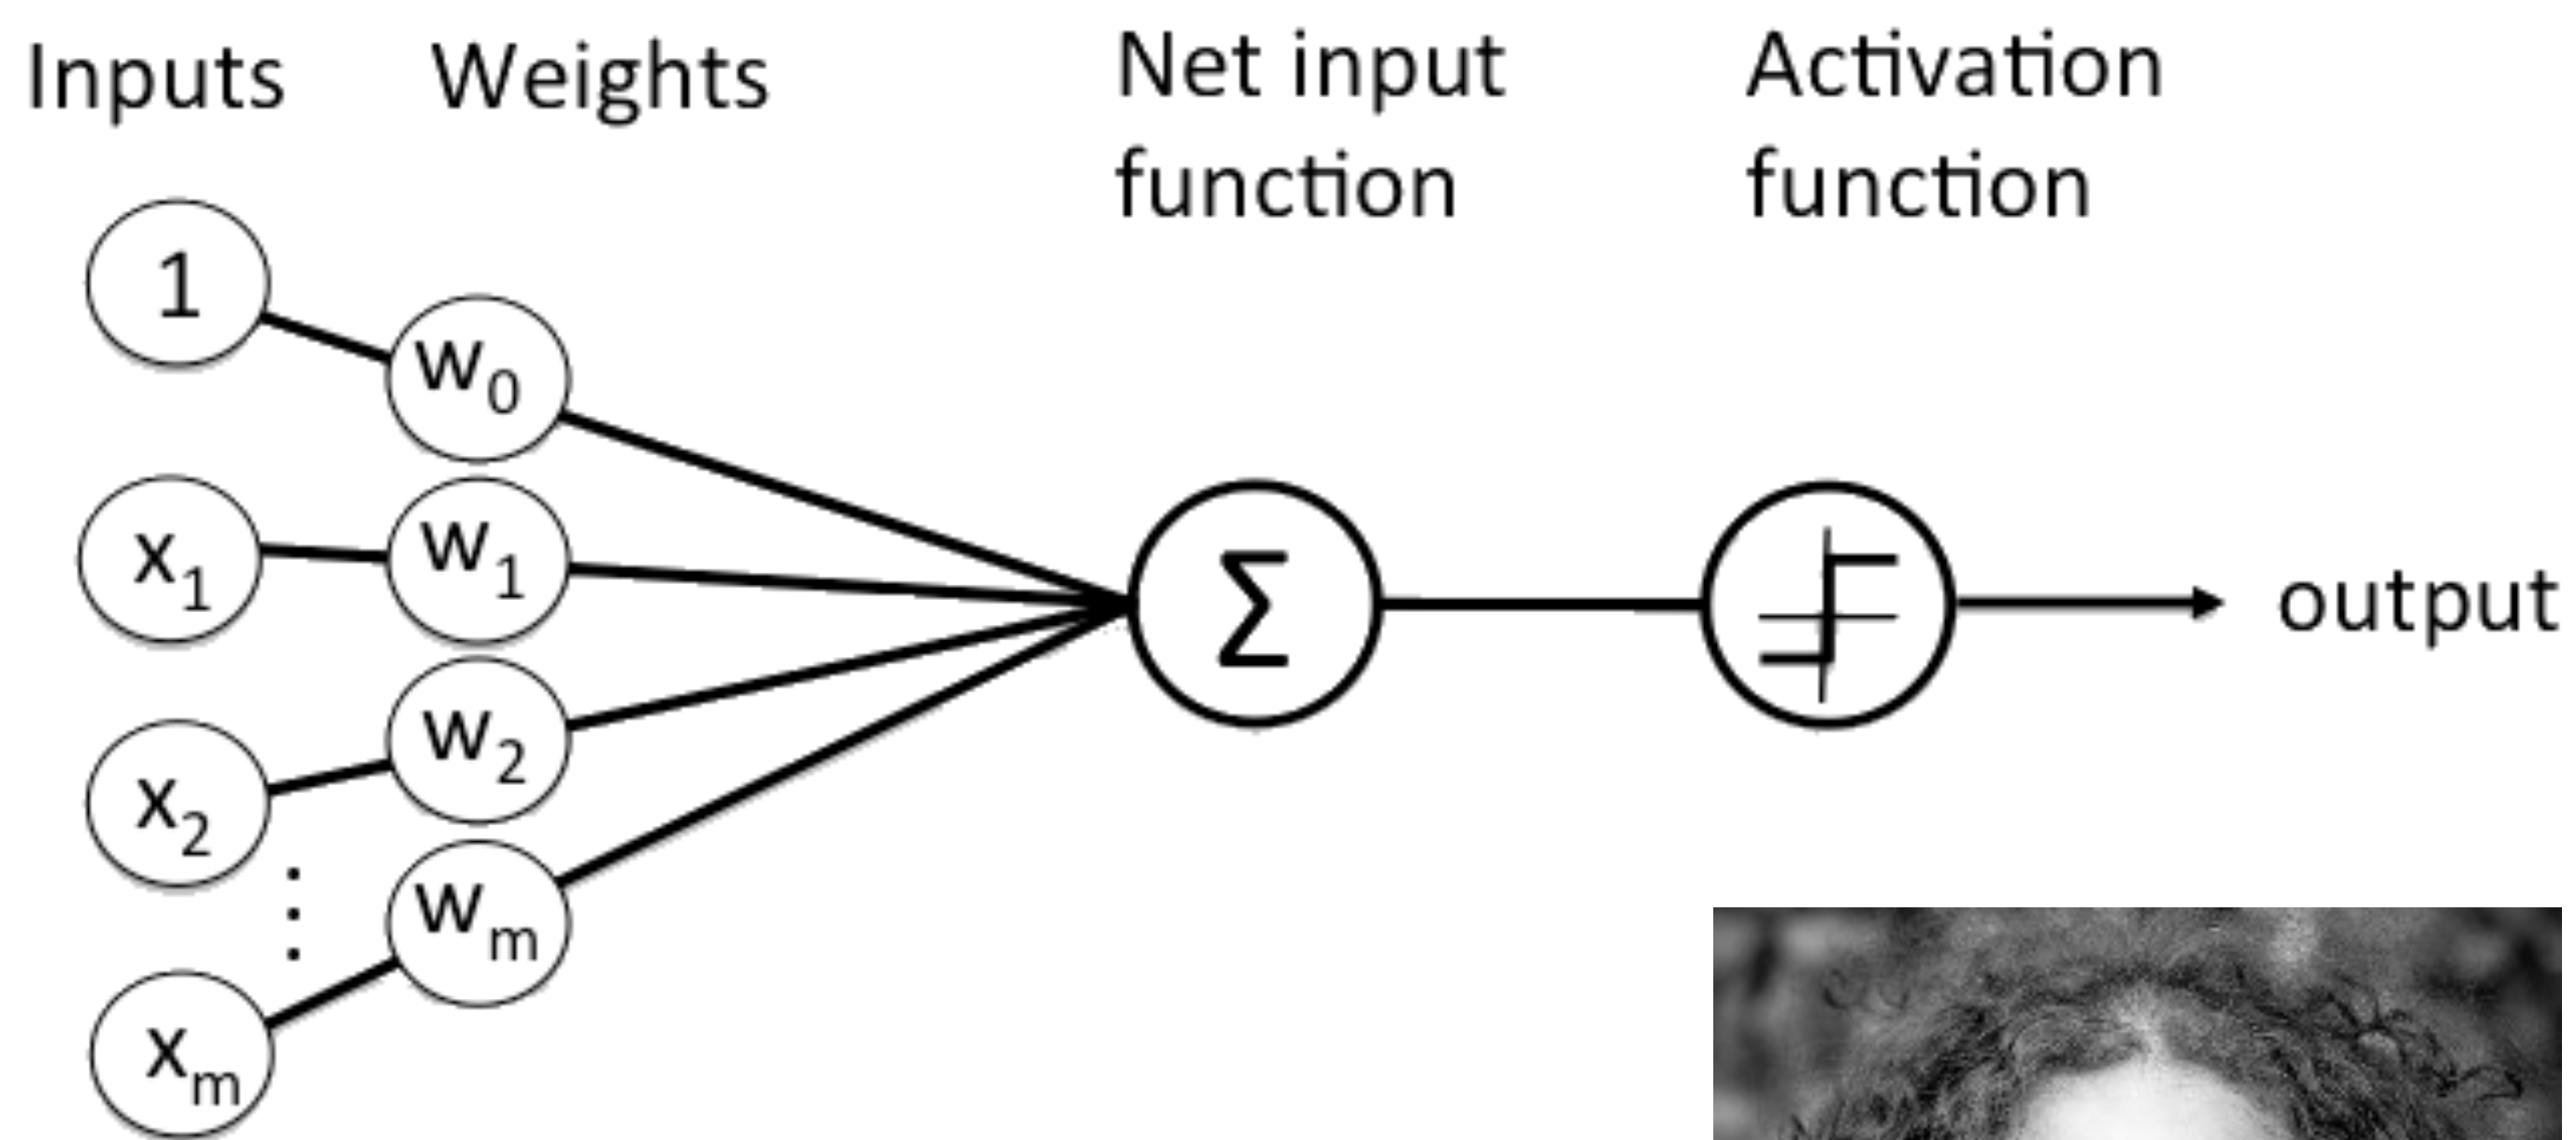 Inputs
Weights
Net input
function
Activation
function
1
w0
x1
w1
x2
w2
⋮
xm
wm
Σ
output